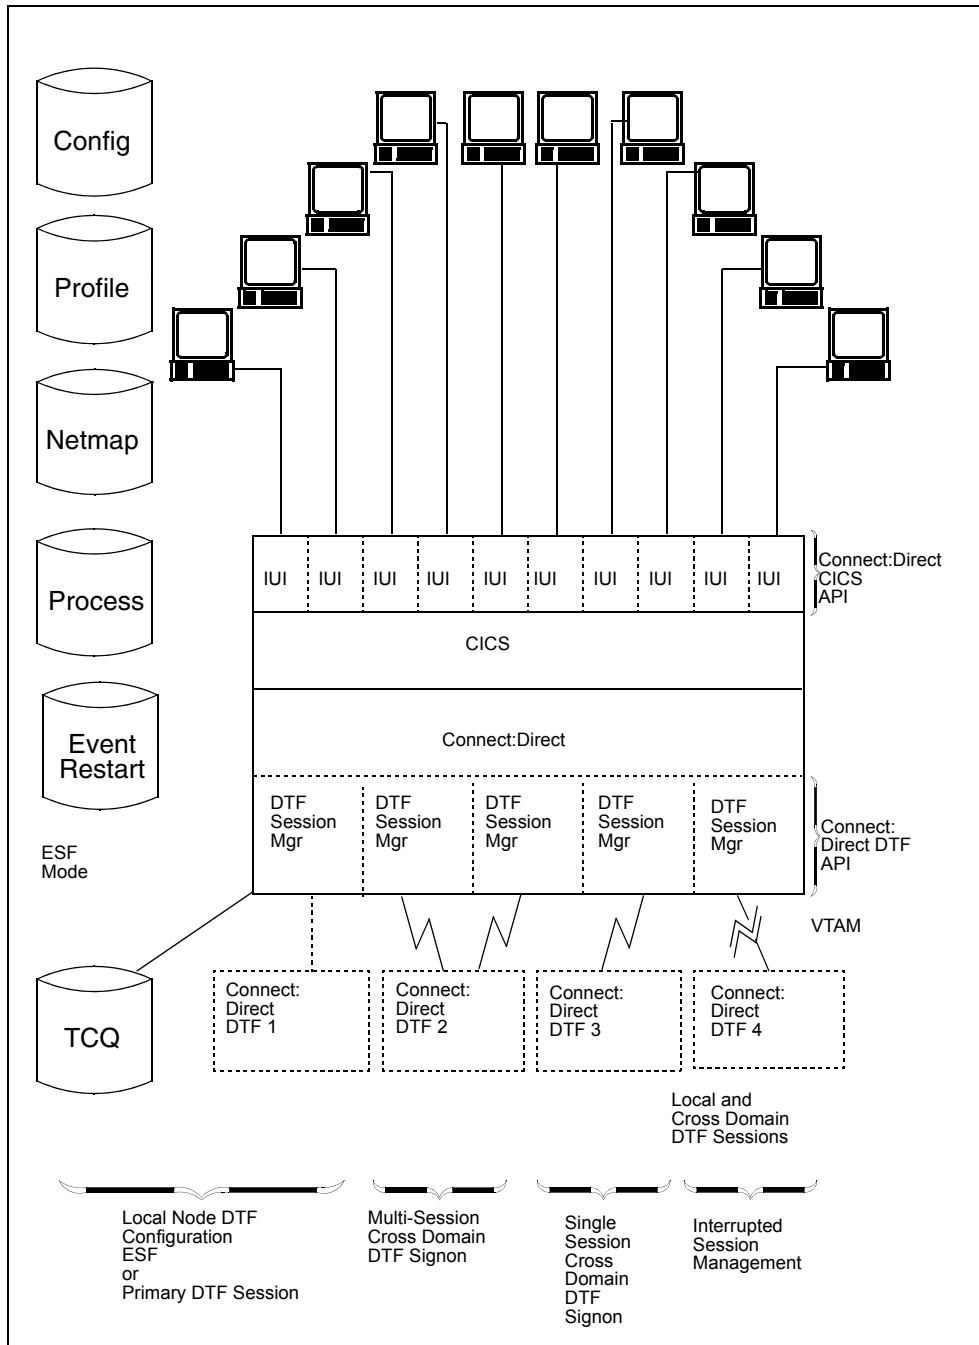 Config
Profile
Netmap
Process
Event
Restart
IUI IUI IUI IUI IUI IUI IUI IUI IUI IUI
Connect:Direct
CICS
API
CICS
Connect:Direct
DTF
Session
Mgr
DTF
Session
Mgr
DTF
Session
Mgr
DTF
Session
Mgr
DTF
Session
Mgr
Connect:
Direct DTF
API
ESF
Mode
VTAM
TCQ
Connect:
Direct
DTF 1
Connect:
Direct
DTF 2
Connect:
Direct
DTF 3
Connect:
Direct
DTF 4
Local and
Cross Domain
DTF Sessions
Local Node DTF
Configuration
ESF
or
Primary DTF Session
Multi-Session
Cross Domain
DTF Signon
Single
Session
Cross
Domain
DTF
Signon
Interrupted
Session
Management